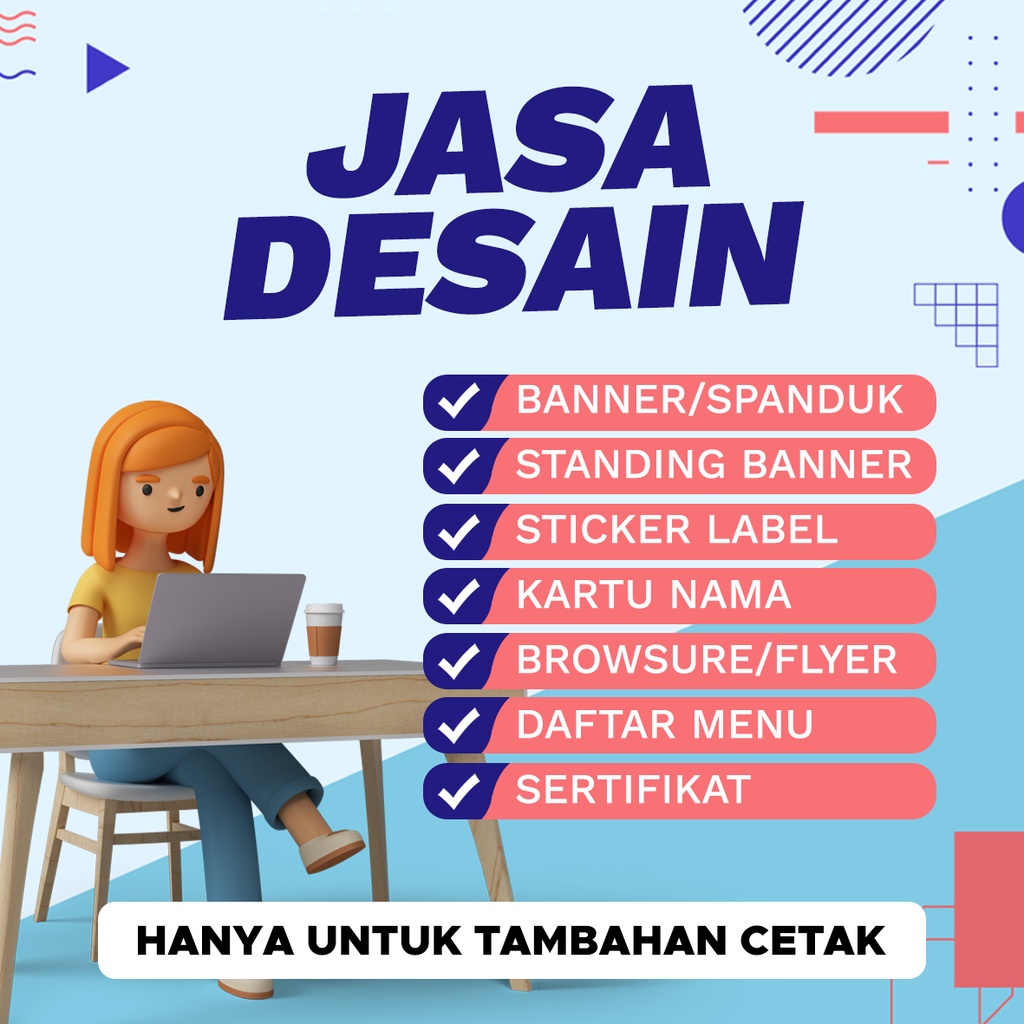 JASA
DESAIN
BANNER/SPANDUK
STANDING BANNER
STICKER LABEL
KARTU NAMA
BROWSURE/FLYER
DAFTAR MENU
SERTIFIKAT
HANYA UNTUK TAMBAHAN CETAK